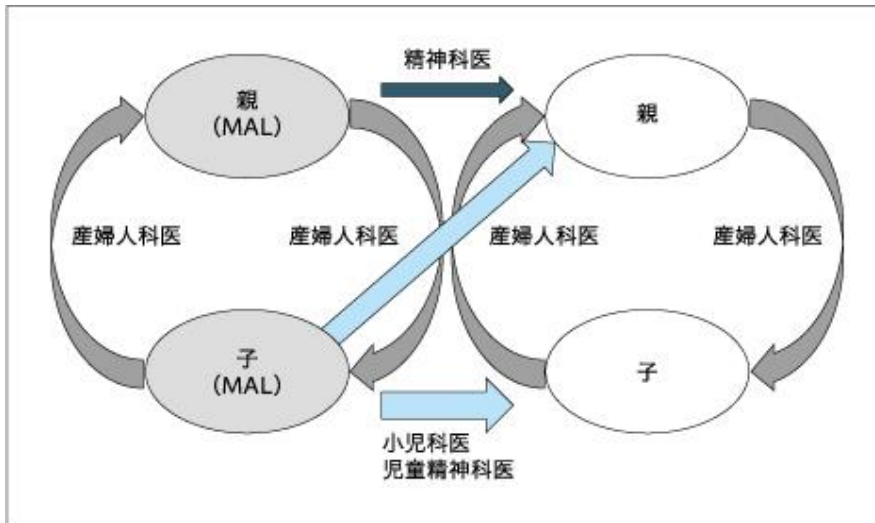 精神科医
親
（MAL）
親
産婦人科医
産婦人科医
産婦人科医
産婦人科医
子
（MAL）
子
小児科医
児童精神科医